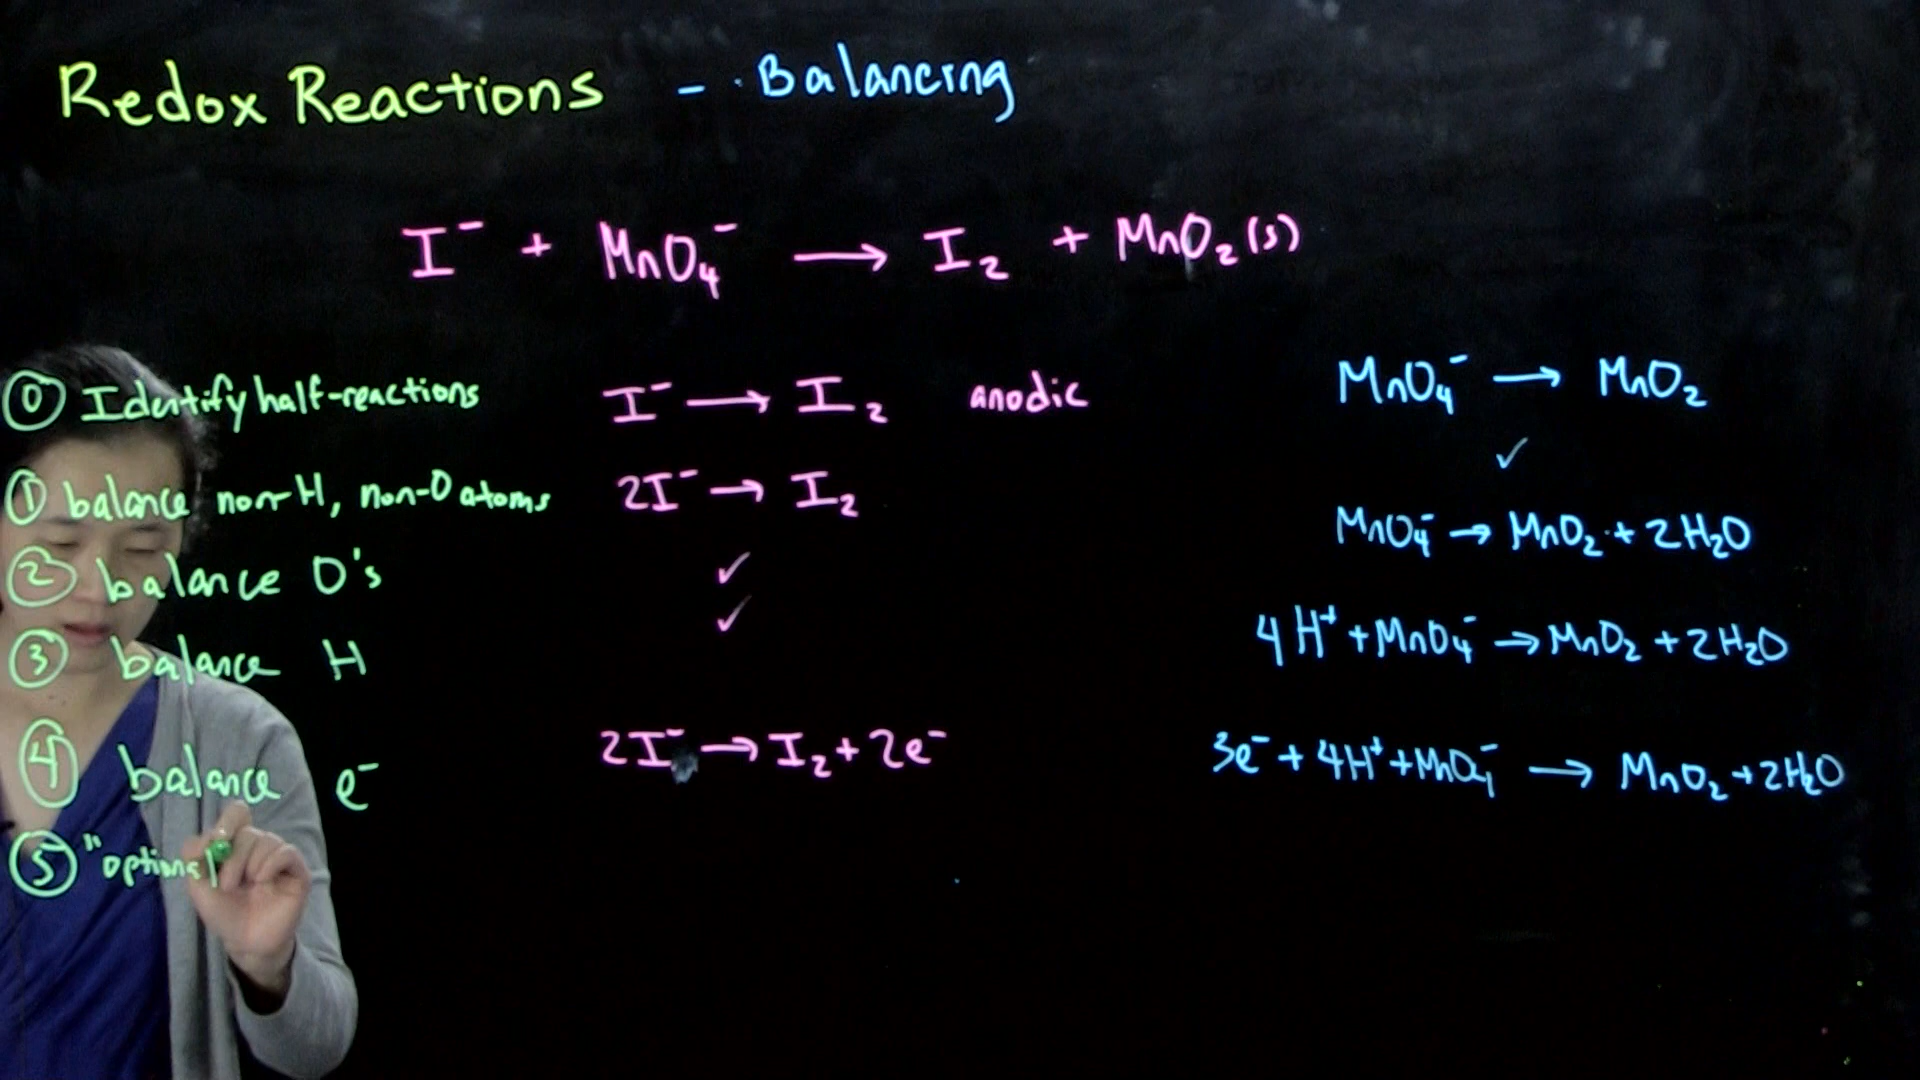 Redox Reactions - Balancing
I⁻ + MnO₄⁻ → I₂ + MnO₂(s)
⓪ Identify half-reactions I⁻ → I₂ anodic MnO₄⁻ → MnO₂
✓
① balance non-H, non-O atoms 2I⁻ → I₂
MnO₄⁻ → MnO₂ + 2H₂O
② balance O's ✓
✓ 4H⁺ + MnO₄⁻ → MnO₂ + 2H₂O
③ balance H
④ balance e⁻ 2I⁻ → I₂ + 2e⁻ 3e⁻ + 4H⁺ + MnO₄⁻ → MnO₂ + 2H₂O
⑤ "optional